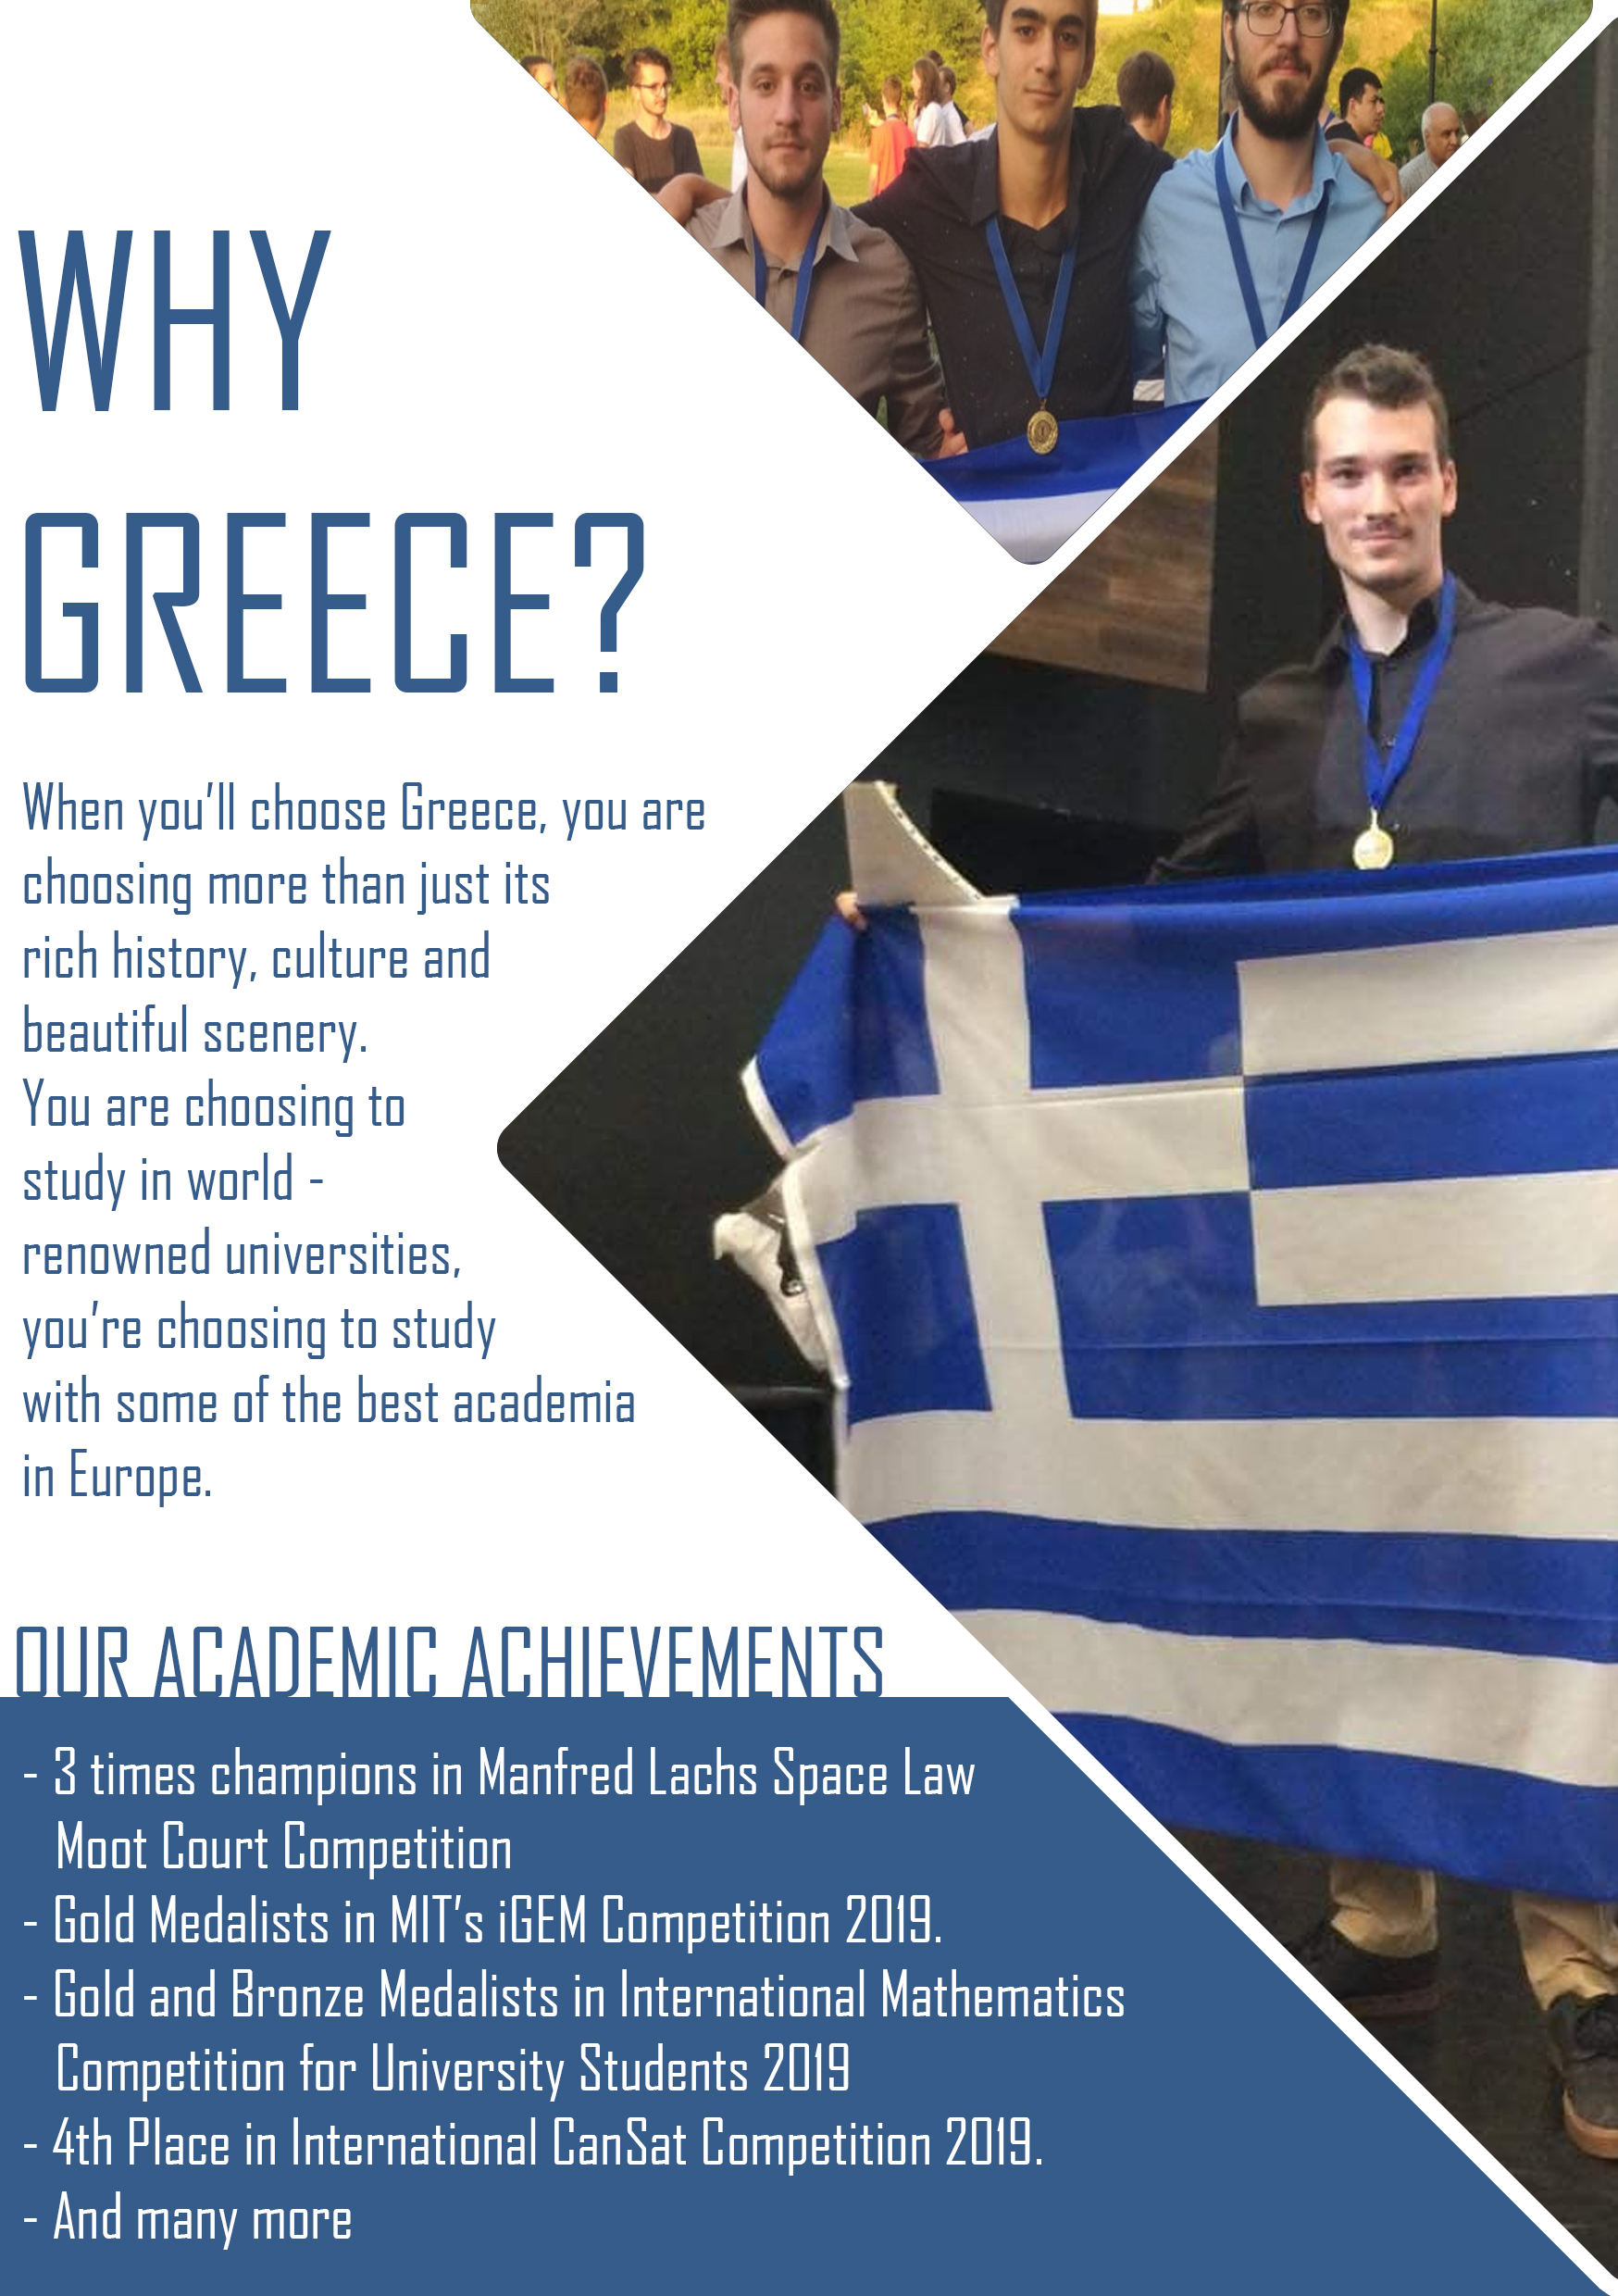 WHY
GREECE?
When you'll choose Greece, you are
choosing more than just its
rich history, culture and
beautiful scenery.
You are choosing to
study in world -
renowned universities,
you're choosing to study
with some of the best academia
in Europe.
OUR ACADEMIC ACHIEVEMENTS
- 3 times champions in Manfred Lachs Space Law
Moot Court Competition
- Gold Medalists in MIT's iGEM Competition 2019.
- Gold and Bronze Medalists in International Mathematics
Competition for University Students 2019
- 4th Place in International CanSat Competition 2019.
- And many more